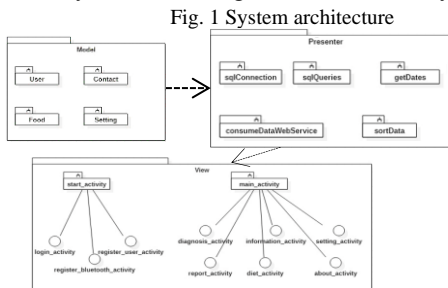 Fig. 1 System architecture
Model
User
Contact
Food
Setting
Presenter
sqlConnection
sqlQueries
getDates
consumeDataWebService
sortData
View
start_activity
main_activity
login_activity
register_user_activity
register_bluetooth_activity
diagnosis_activity
information_activity
setting_activity
report_activity
diet_activity
about_activity